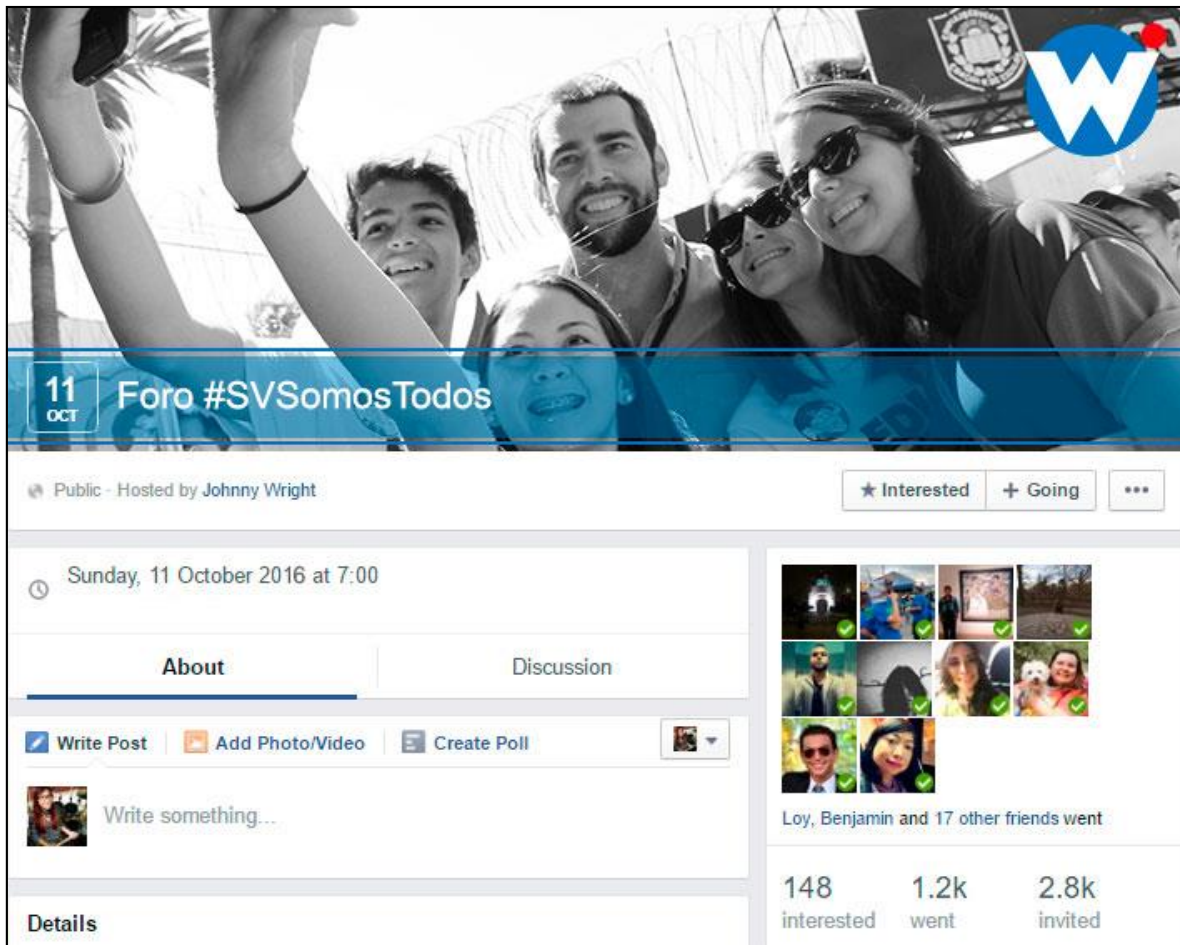 W
11
OCT
Foro #SVSomosTodos
Public · Hosted by Johnny Wright
Interested
Going
Sunday, 11 October 2016 at 7:00
About
Discussion
Write Post
Add Photo/Video
Create Poll
Write something...
Details
Loy, Benjamin and 17 other friends went
148
interested
1.2k
went
2.8k
invited